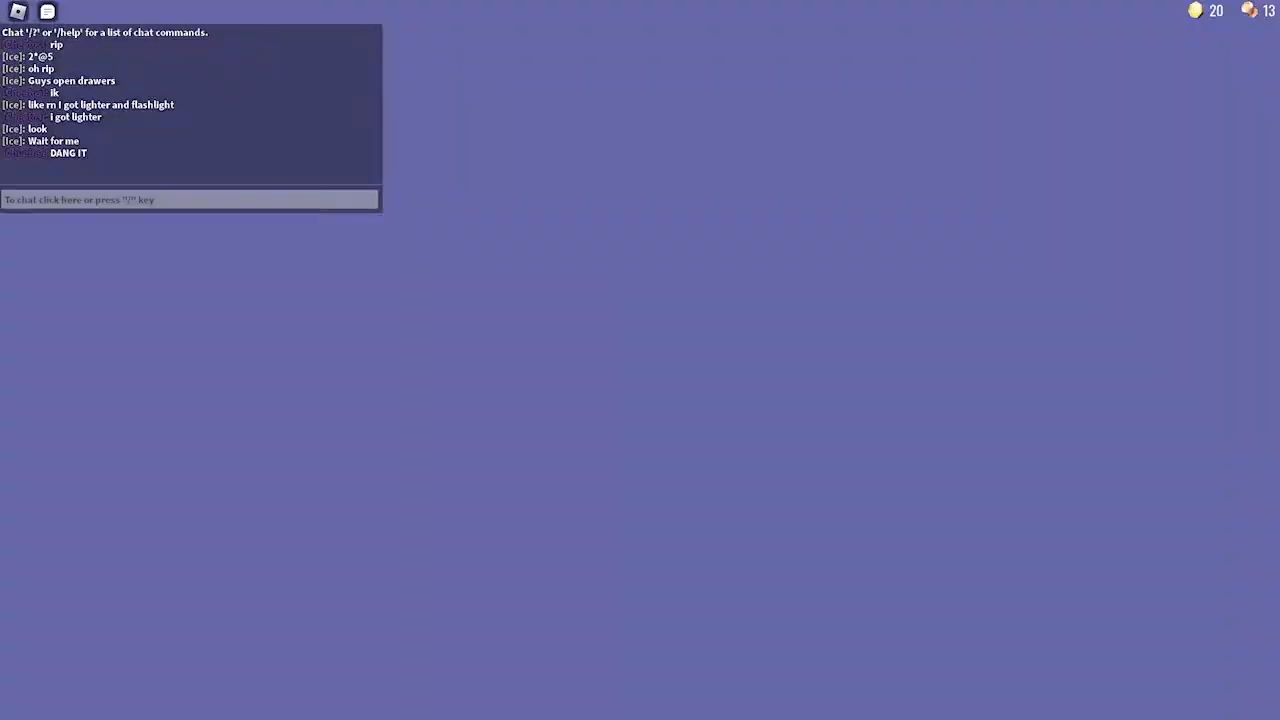 20 13
Chat '/?' or '/help' for a list of chat commands.
rip
[Ice]: 2*@5
[Ice]: oh rip
[Ice]: Guys open drawers
ik
[Ice]: like rn I got lighter and flashlight
i got lighter
[Ice]: look
[Ice]: Wait for me
DANG IT
To chat click here or press "/" key